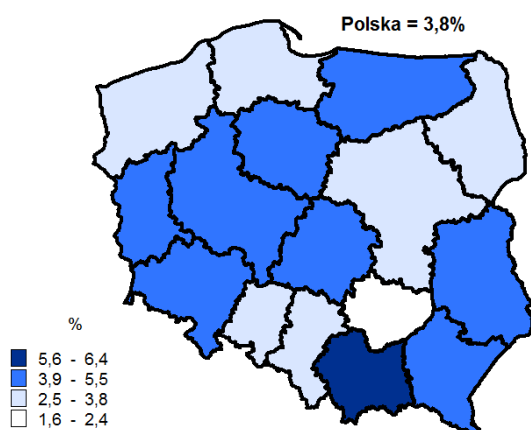 Polska = 3,8%
%
5,6 - 6,4
3,9 - 5,5
2,5 - 3,8
1,6 - 2,4